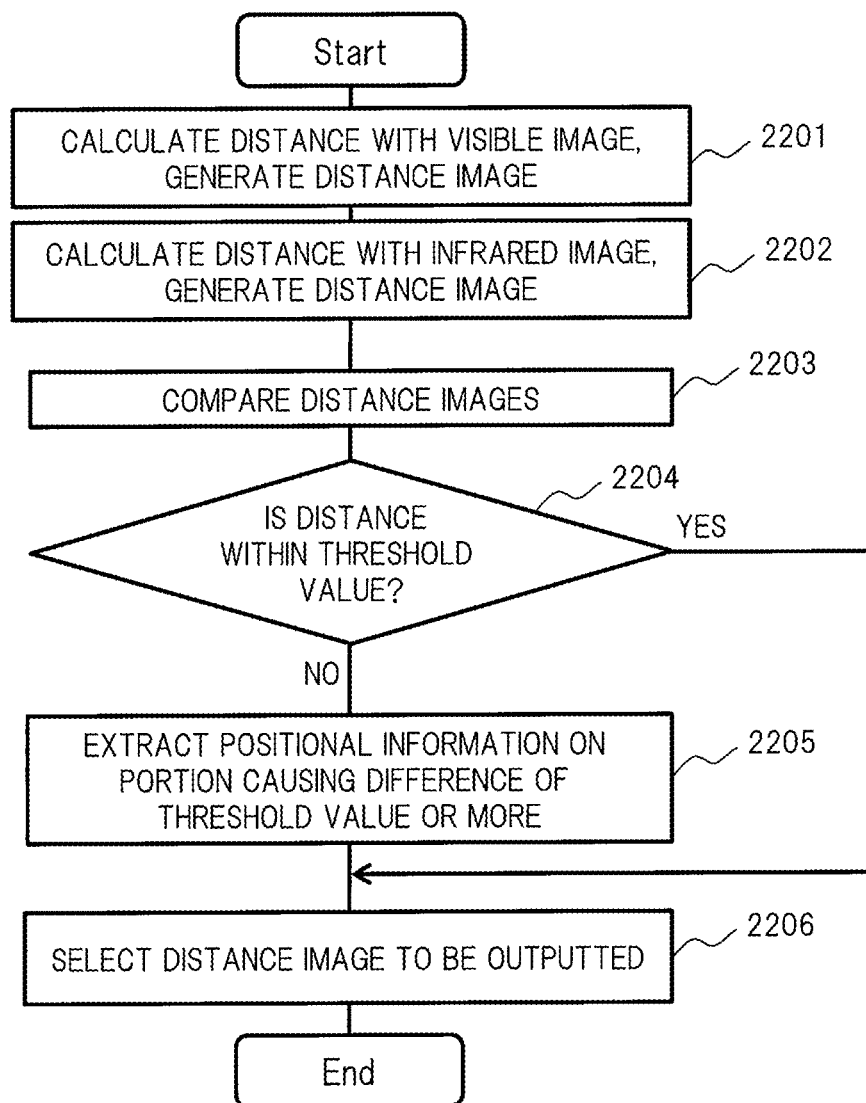 Start
CALCULATE DISTANCE WITH VISIBLE IMAGE,
GENERATE DISTANCE IMAGE
2201
CALCULATE DISTANCE WITH INFRARED IMAGE,
GENERATE DISTANCE IMAGE
2202
COMPARE DISTANCE IMAGES
2203
IS DISTANCE
WITHIN THRESHOLD
VALUE?
2204
YES
NO
EXTRACT POSITIONAL INFORMATION ON
PORTION CAUSING DIFFERENCE OF
THRESHOLD VALUE OR MORE
2205
SELECT DISTANCE IMAGE TO BE OUTPUTTED
2206
End